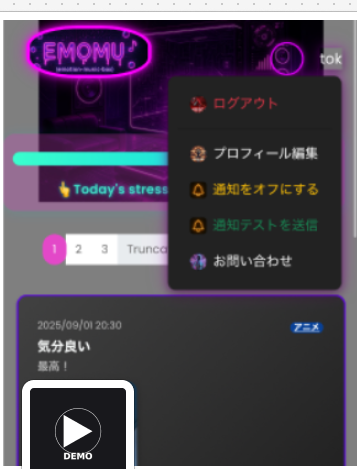 EMOMU
tok
ログアウト
プロフィール編集
👆Today's stress
通知をオフにする
通知テストを送信
お問い合わせ
1 2 3 Trunca
2025/09/01 20:30
アニメ
気分良い
最高！
DEMO